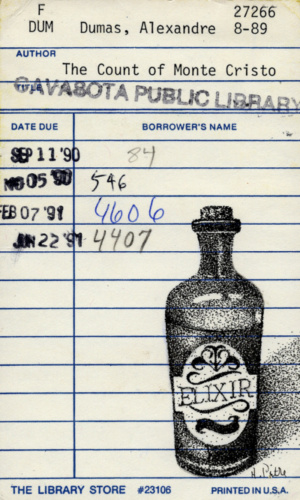 F 27266
DUM Dumas, Alexandre 8-89
AUTHOR
The Count of Monte Cristo
TITLE
CAVABOTA PUBLIC LIBRARY
DATE DUE BORROWER'S NAME
SEP 11 '90 84
NO 05 '90 546
FEB 07 '91 4606
JUN 22 '91 4407
ELIXIR
THE LIBRARY STORE #23106 PRINTED IN U.S.A.